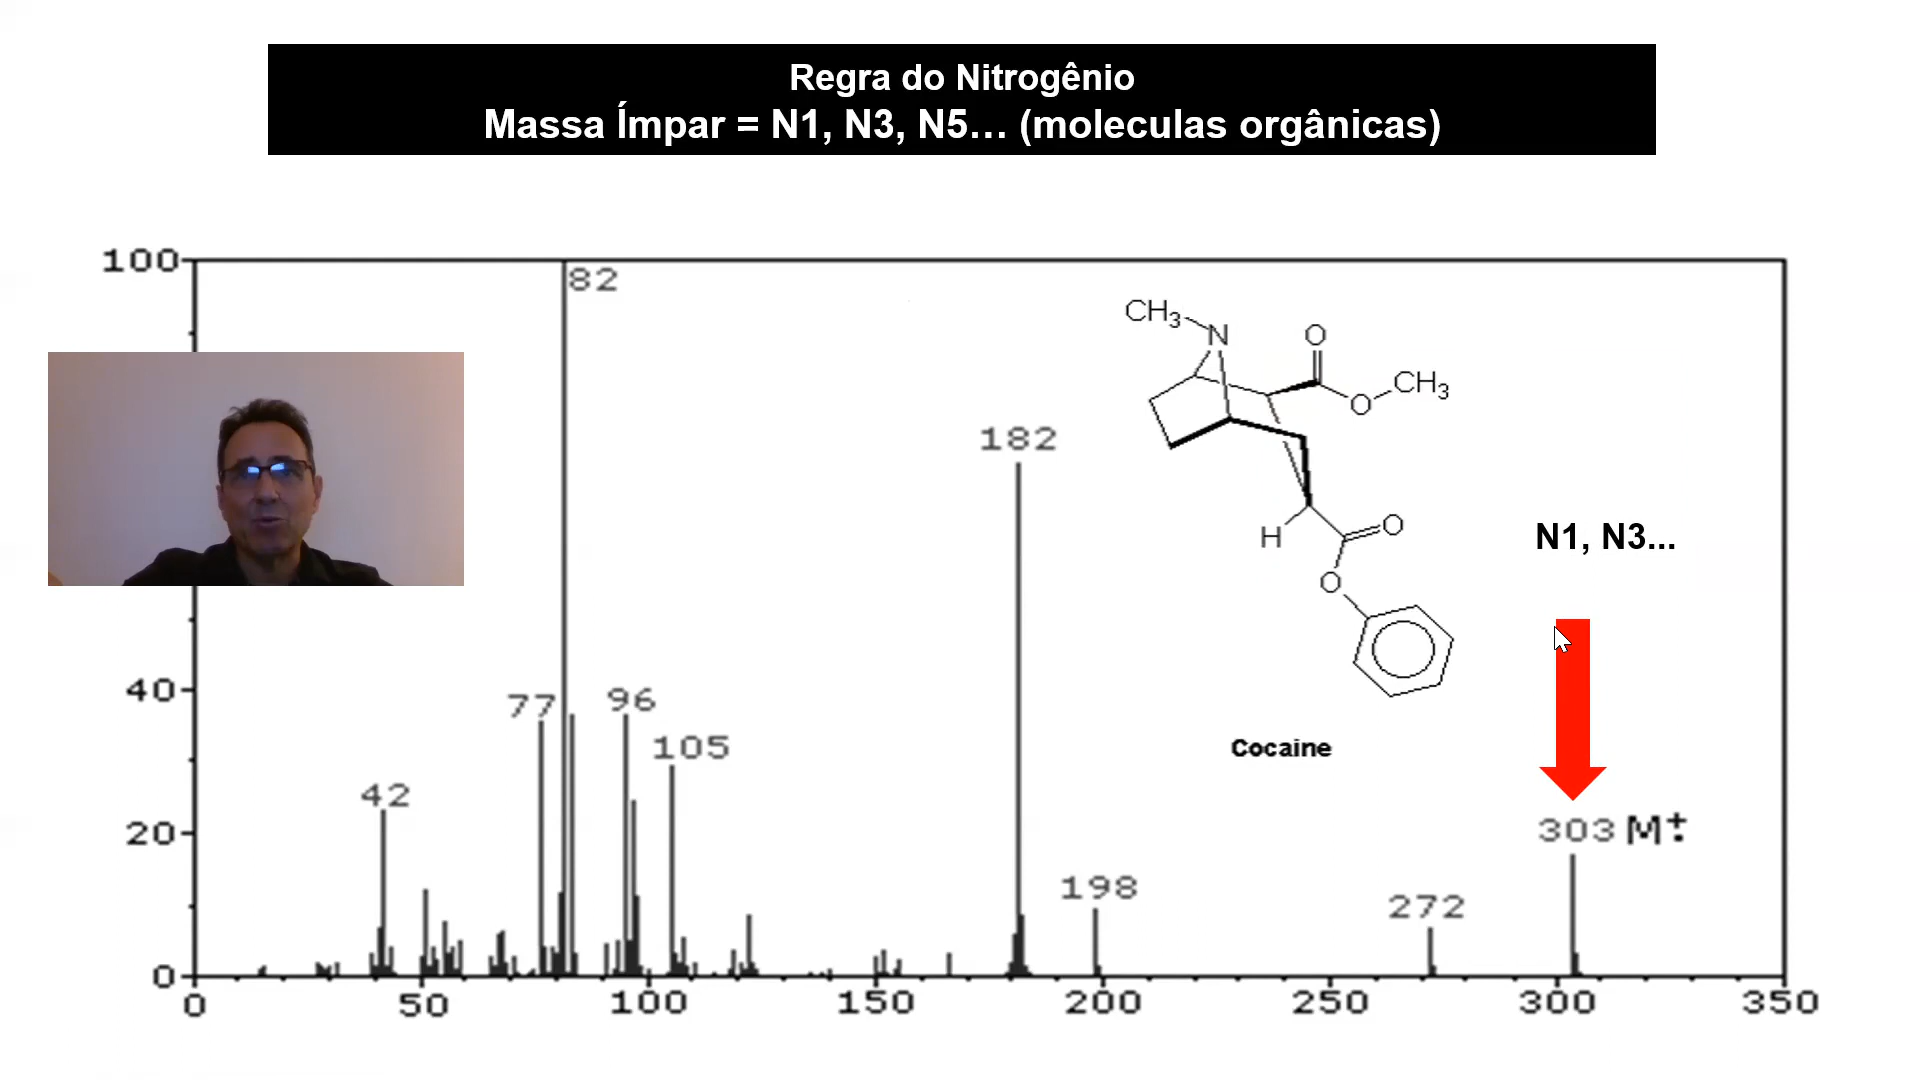 Regra do Nitrogênio
Massa Ímpar = N1, N3, N5... (moleculas orgânicas)
100
82
CH3
N
O
O
CH3
182
H
O
O
N1, N3...
40
77
96
105
Cocaine
42
20
303 M+•
198
272
0
0 50 100 150 200 250 300 350